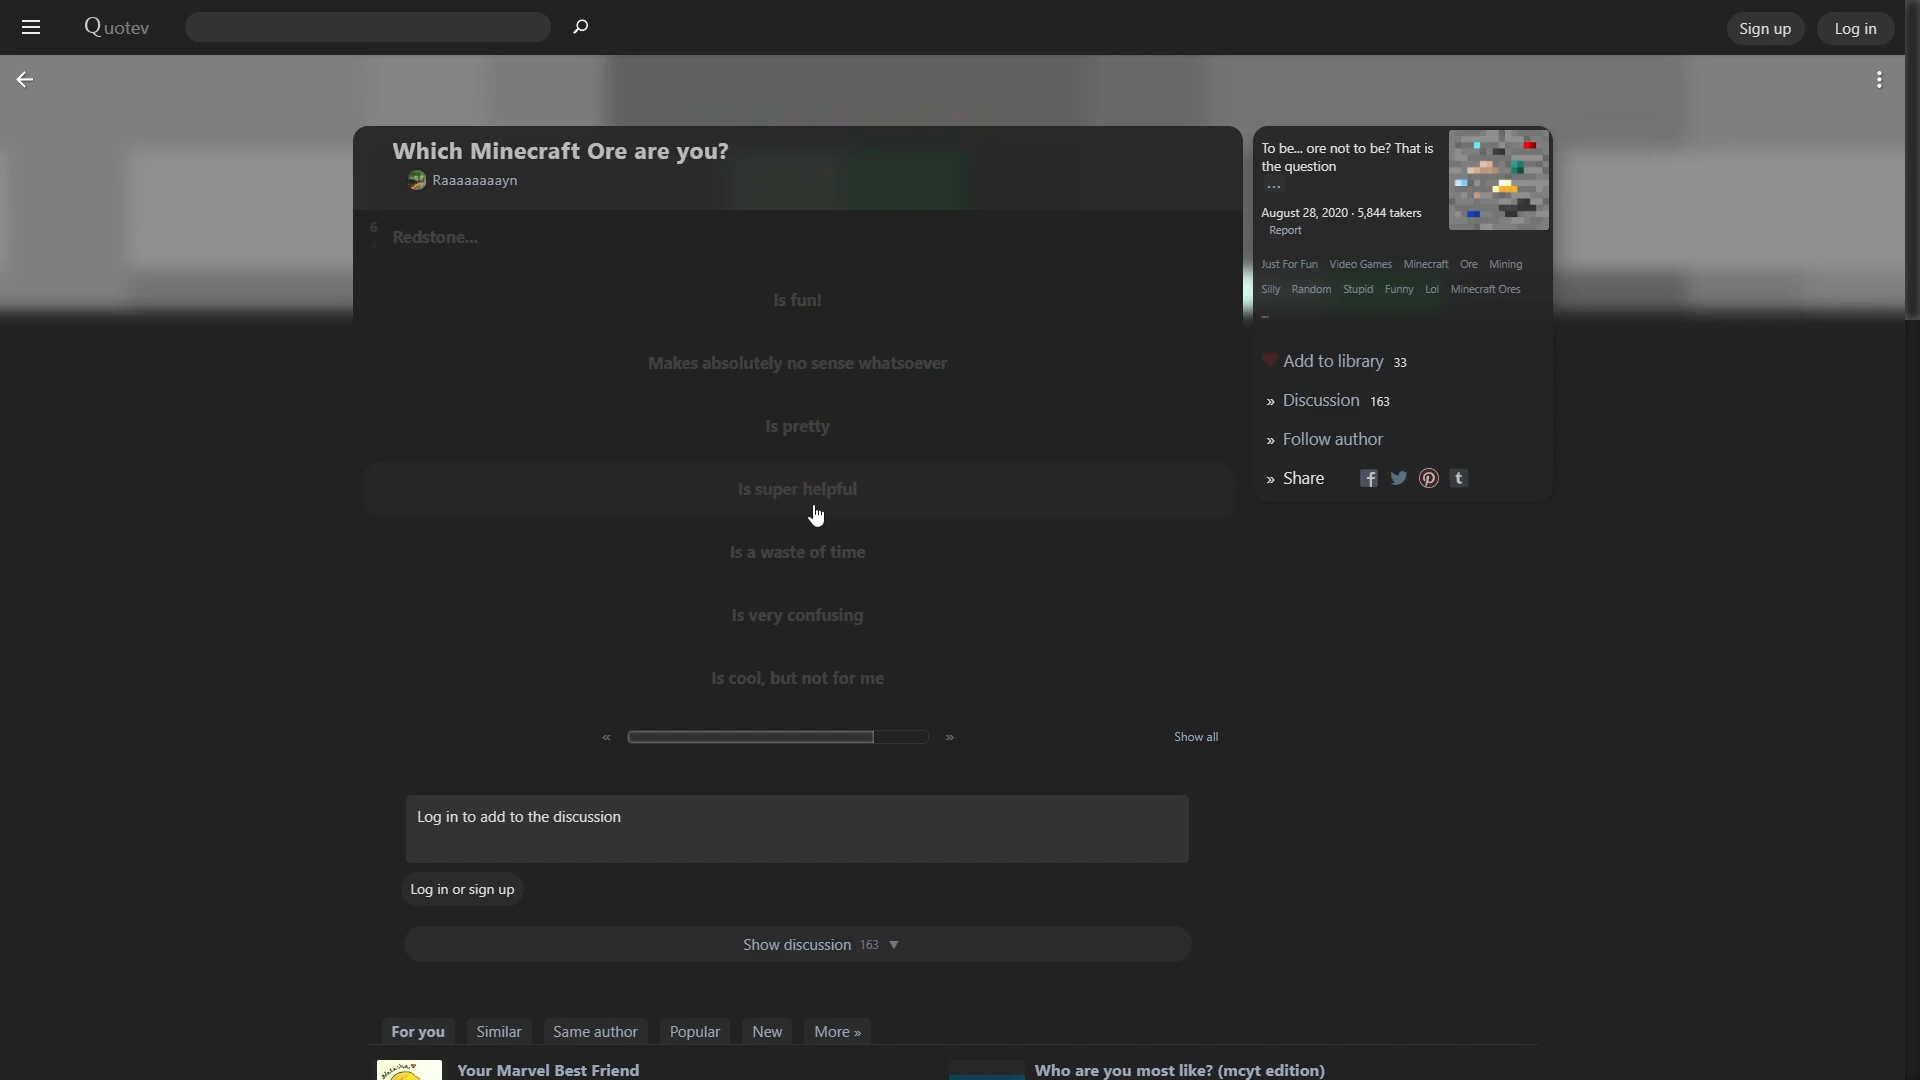 Quotev
Sign up
Log in
Which Minecraft Ore are you?
Raaaaaaaayn
6
Redstone...
Is fun!
Makes absolutely no sense whatsoever
Is pretty
Is super helpful
Is a waste of time
Is very confusing
Is cool, but not for me
«
»
Show all
Log in to add to the discussion
Log in or sign up
Show discussion 163 ▼
To be... ore not to be? That is
the question
...
August 28, 2020 · 5,844 takers
Report
Just For Fun Video Games Minecraft Ore Mining
Silly Random Stupid Funny Lol Minecraft Ores
...
Add to library 33
» Discussion 163
» Follow author
» Share
For you Similar Same author Popular New More »
Your Marvel Best Friend
Who are you most like? (mcyt edition)